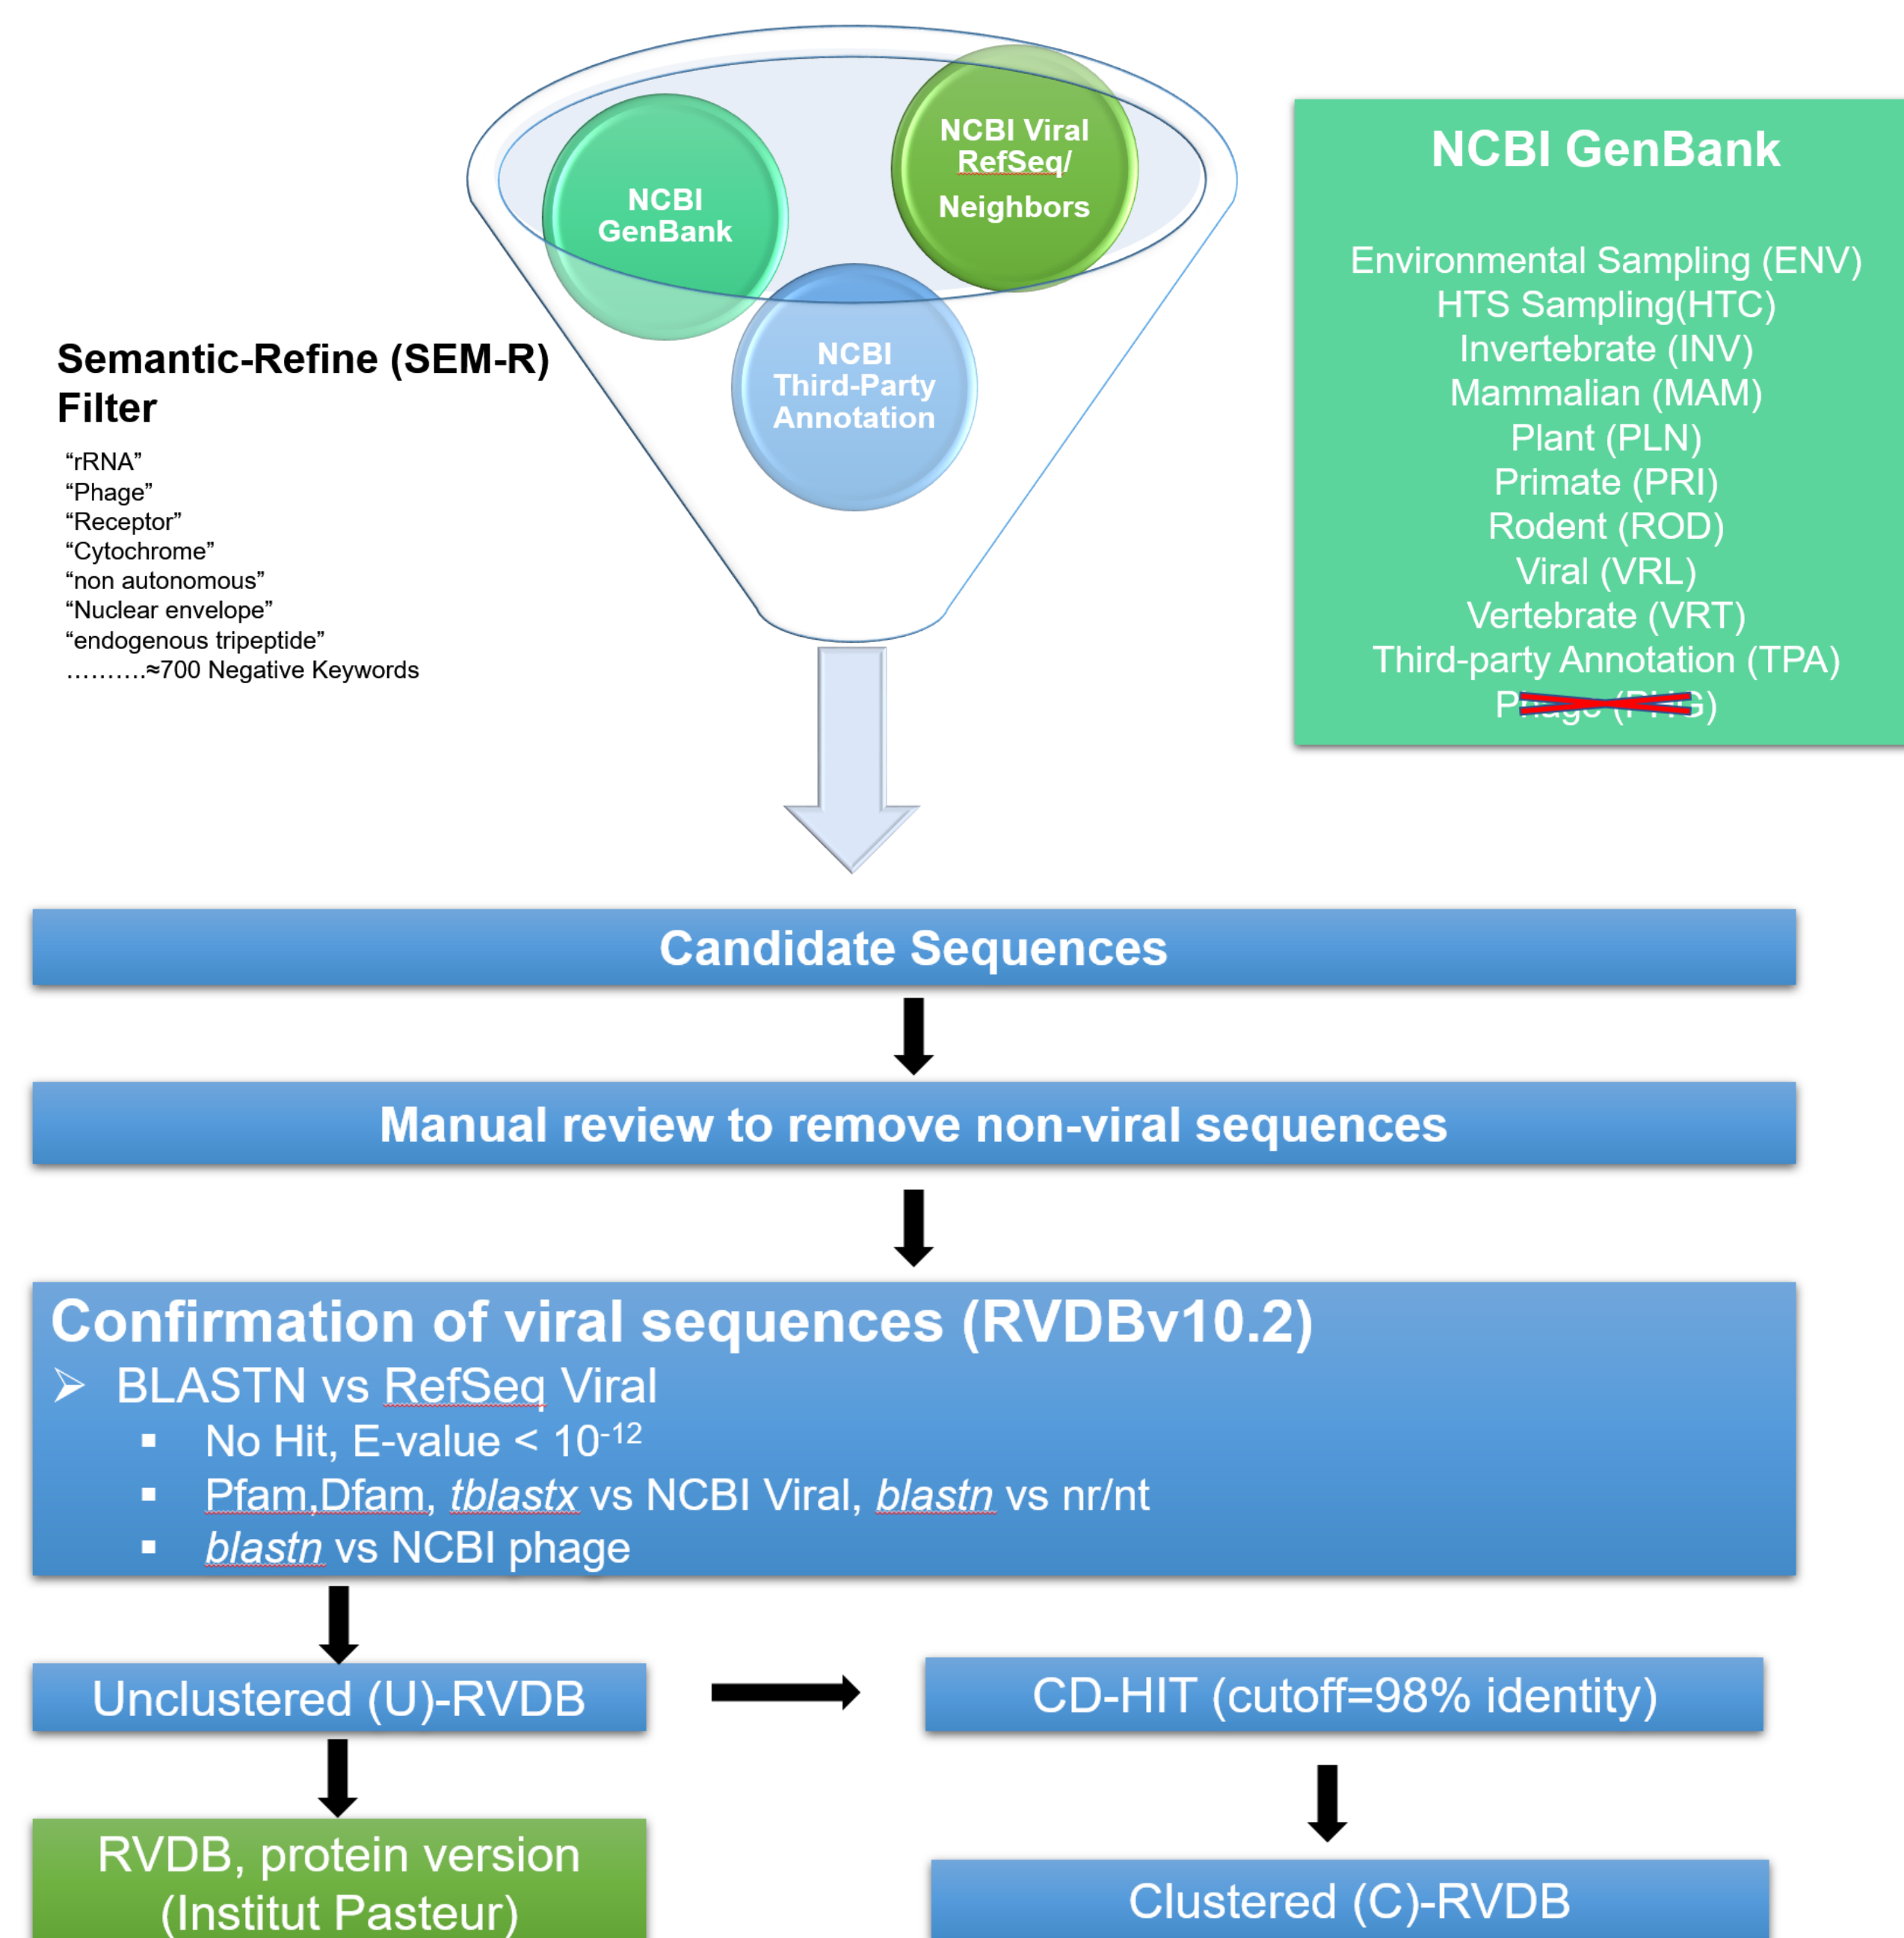 NCBI
GenBank
NCBI Viral
RefSeq/
Neighbors
NCBI
Third-Party
Annotation
Semantic-Refine (SEM-R)
Filter
“rRNA”
“Phage”
“Receptor”
“Cytochrome”
“non autonomous”
“Nuclear envelope”
“endogenous tripeptide”
……….≈700 Negative Keywords
NCBI GenBank
Environmental Sampling (ENV)
HTS Sampling(HTC)
Invertebrate (INV)
Mammalian (MAM)
Plant (PLN)
Primate (PRI)
Rodent (ROD)
Viral (VRL)
Vertebrate (VRT)
Third-party Annotation (TPA)
Phage (PHG)
Candidate Sequences
Manual review to remove non-viral sequences
Confirmation of viral sequences (RVDBv10.2)
➢ BLASTN vs RefSeq Viral
▪ No Hit, E-value < 10⁻¹²
▪ Pfam,Dfam, tblastx vs NCBI Viral, blastn vs nr/nt
▪ blastn vs NCBI phage
Unclustered (U)-RVDB
CD-HIT (cutoff=98% identity)
RVDB, protein version
(Institut Pasteur)
Clustered (C)-RVDB